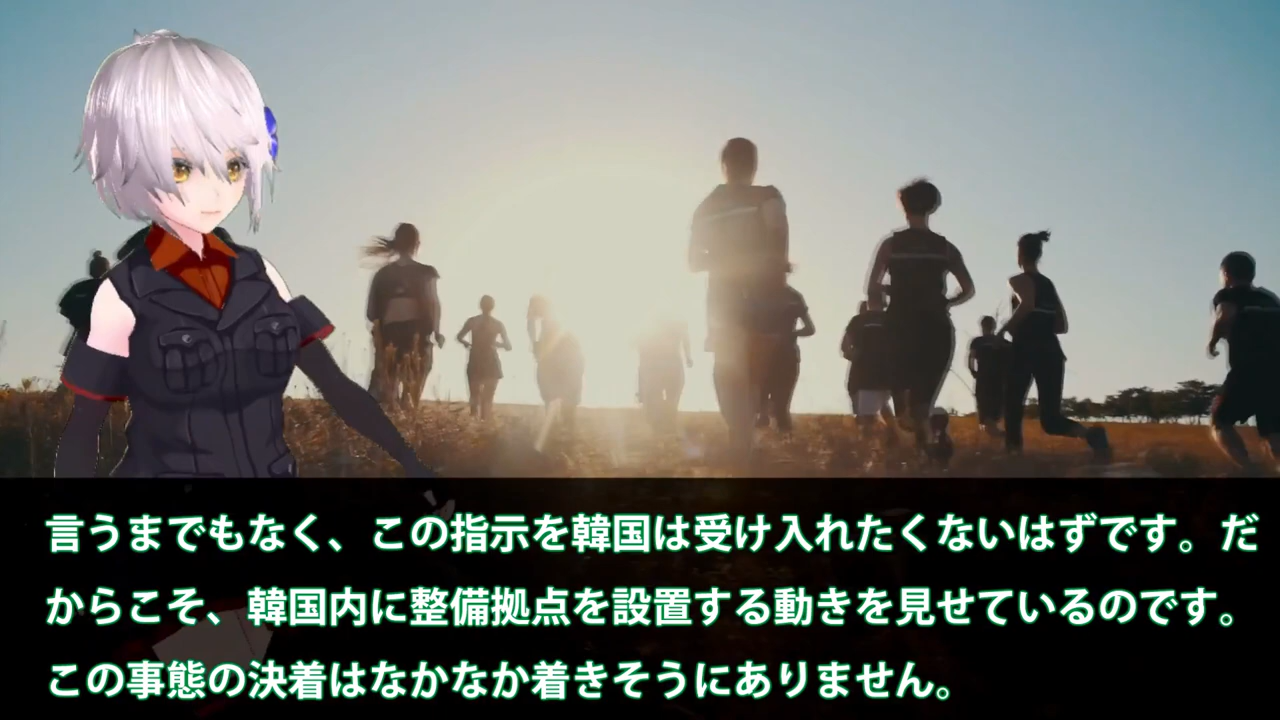 言うまでもなく、この指示を韓国は受け入れたくないはずです。だ
からこそ、韓国内に整備拠点を設置する動きを見せているのです。
この事態の決着はなかなか着きそうにありません。